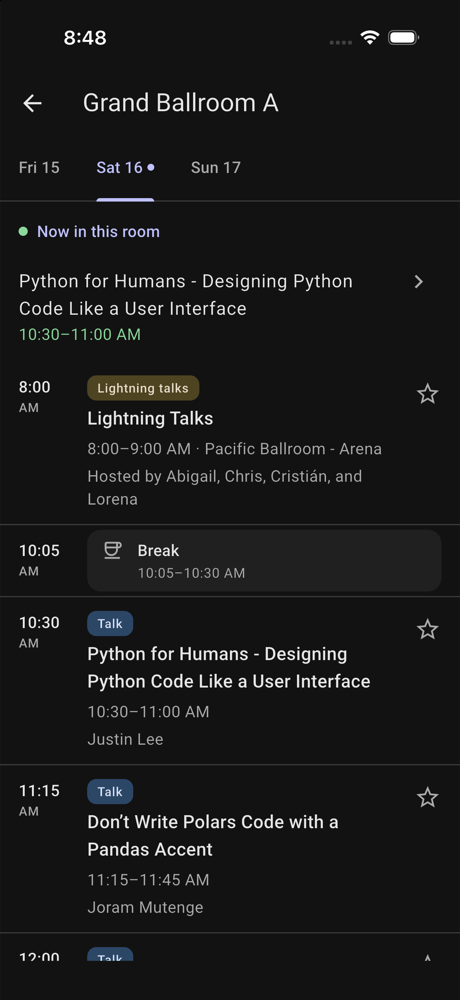 8:48
Grand Ballroom A
Fri 15
Sat 16
Sun 17
Now in this room
Python for Humans - Designing Python
Code Like a User Interface
10:30–11:00 AM
8:00
AM
Lightning talks
Lightning Talks
8:00–9:00 AM · Pacific Ballroom - Arena
Hosted by Abigail, Chris, Cristián, and
Lorena
10:05
AM
Break
10:05–10:30 AM
10:30
AM
Talk
Python for Humans - Designing
Python Code Like a User Interface
10:30–11:00 AM
Justin Lee
11:15
AM
Talk
Don’t Write Polars Code with a
Pandas Accent
11:15–11:45 AM
Joram Mutenge
12:00
Talk